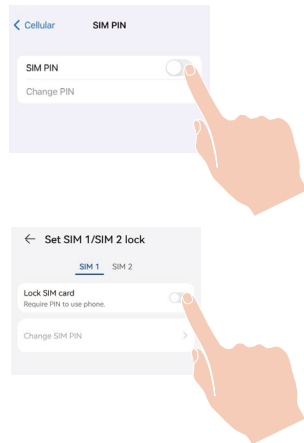 Cellular SIM PIN
SIM PIN
Change PIN
Set SIM 1/SIM 2 lock
SIM 1 SIM 2
Lock SIM card
Require PIN to use phone.
Change SIM PIN